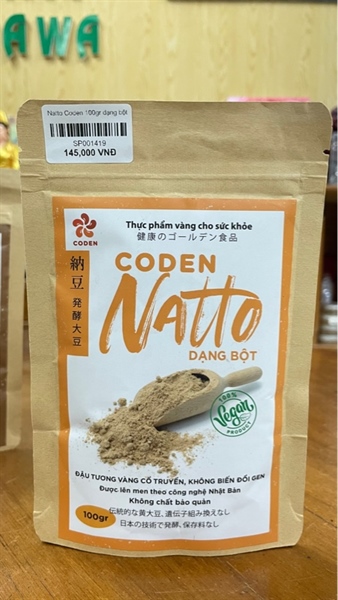 AWA
Natto Coden 100gr dạng bột
SP001419
145,000 VNĐ
CODEN
Thực phẩm vàng cho sức khỏe
健康のゴールデン食品
納豆 発酵大豆
CODEN
Natto
DẠNG BỘT
100%
Vegan
PRODUCT
ĐẬU TƯƠNG VÀNG CỔ TRUYỀN, KHÔNG BIẾN ĐỔI GEN
Được lên men theo công nghệ Nhật Bản
Không chất bảo quản
100gr
伝統的な黄大豆, 遺伝子組み換えなし
日本の技術で発酵, 保存料なし